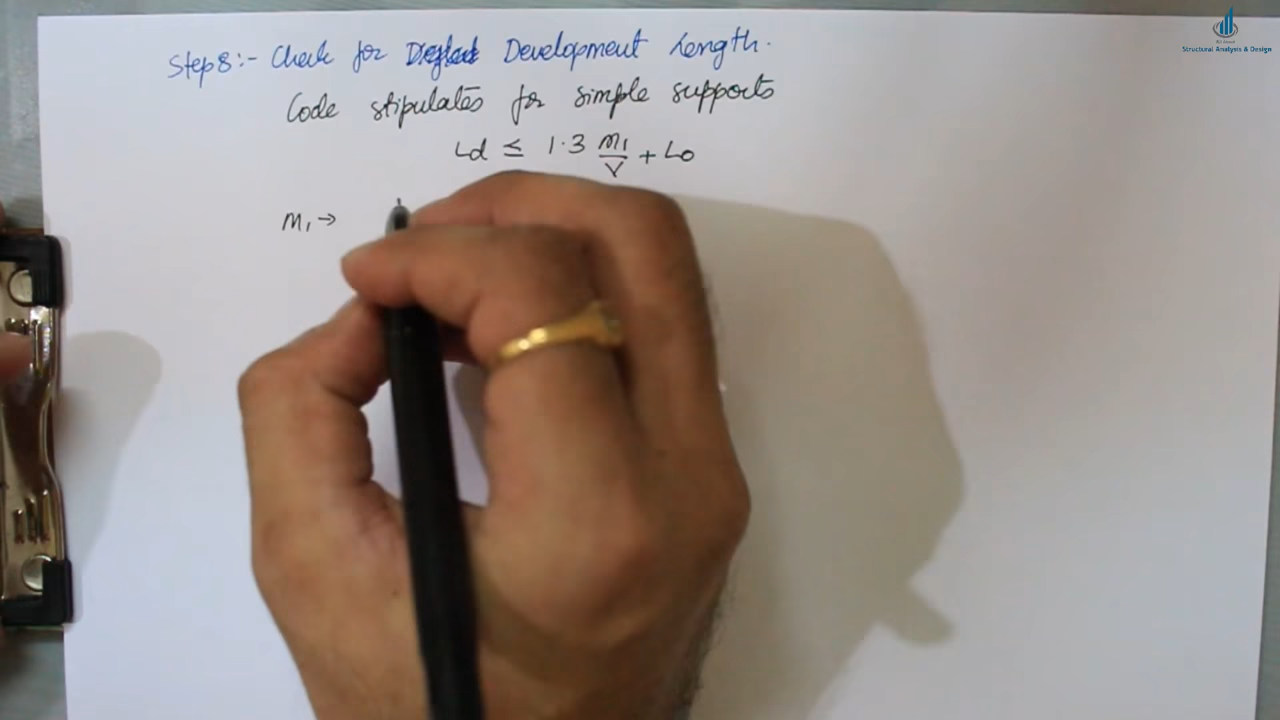 Structural Analysis & Design
Step 8:- Check for Development Length.
Code stipulates for simple supports
Ld ≤ 1.3 M1/V + Lo
M1 →